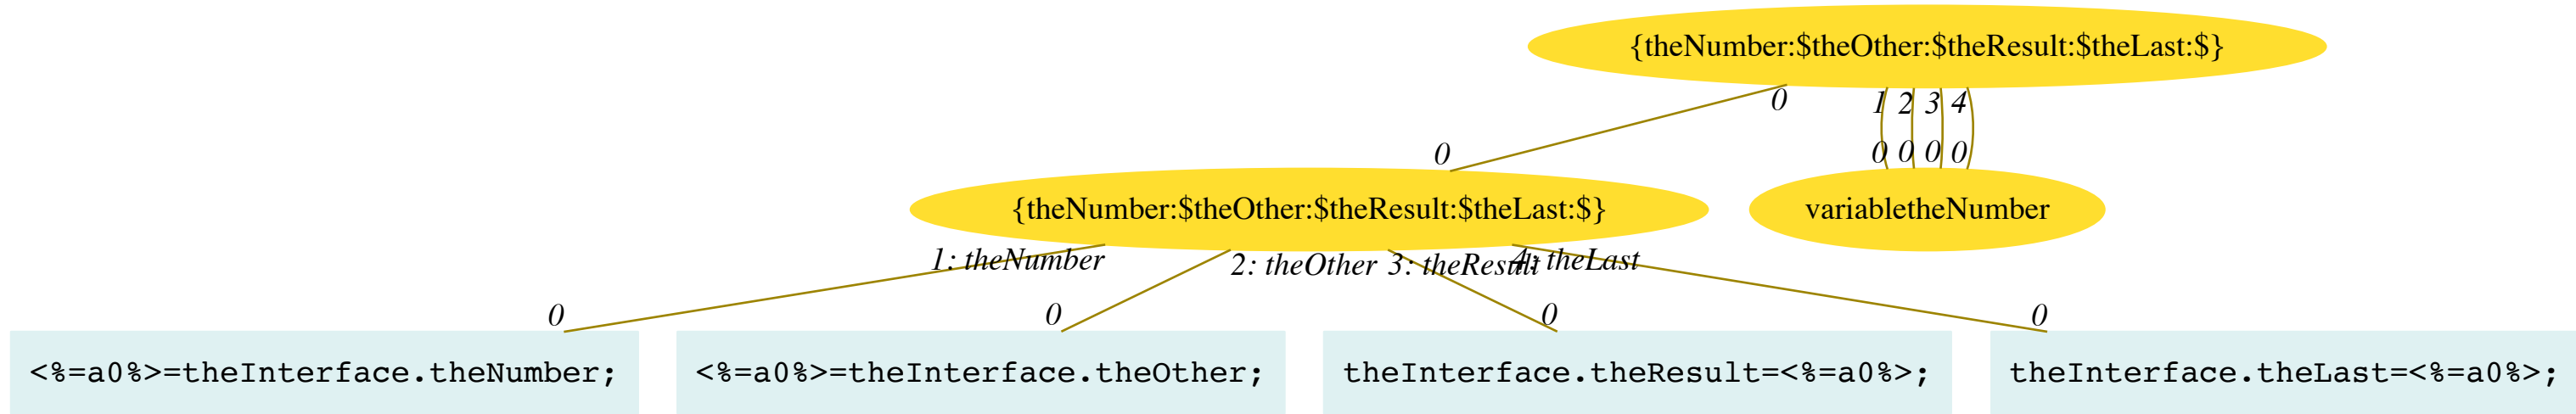 {theNumber:$theOther:$theResult:$theLast:$}
0 1 2 3 4
0 0 0 0 0
{theNumber:$theOther:$theResult:$theLast:$}
variabletheNumber
1: theNumber 2: theOther 3: theResult 4: theLast
0 0 0 0
<%=a0%>=theInterface.theNumber;
<%=a0%>=theInterface.theOther;
theInterface.theResult=<%=a0%>;
theInterface.theLast=<%=a0%>;